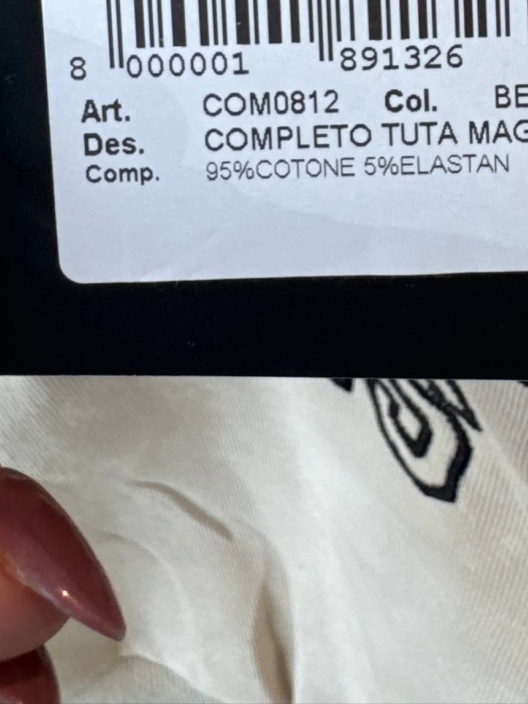 8 000001 891326
Art. COM0812 Col. BE
Des. COMPLETO TUTA MAG
Comp. 95%COTONE 5%ELASTAN